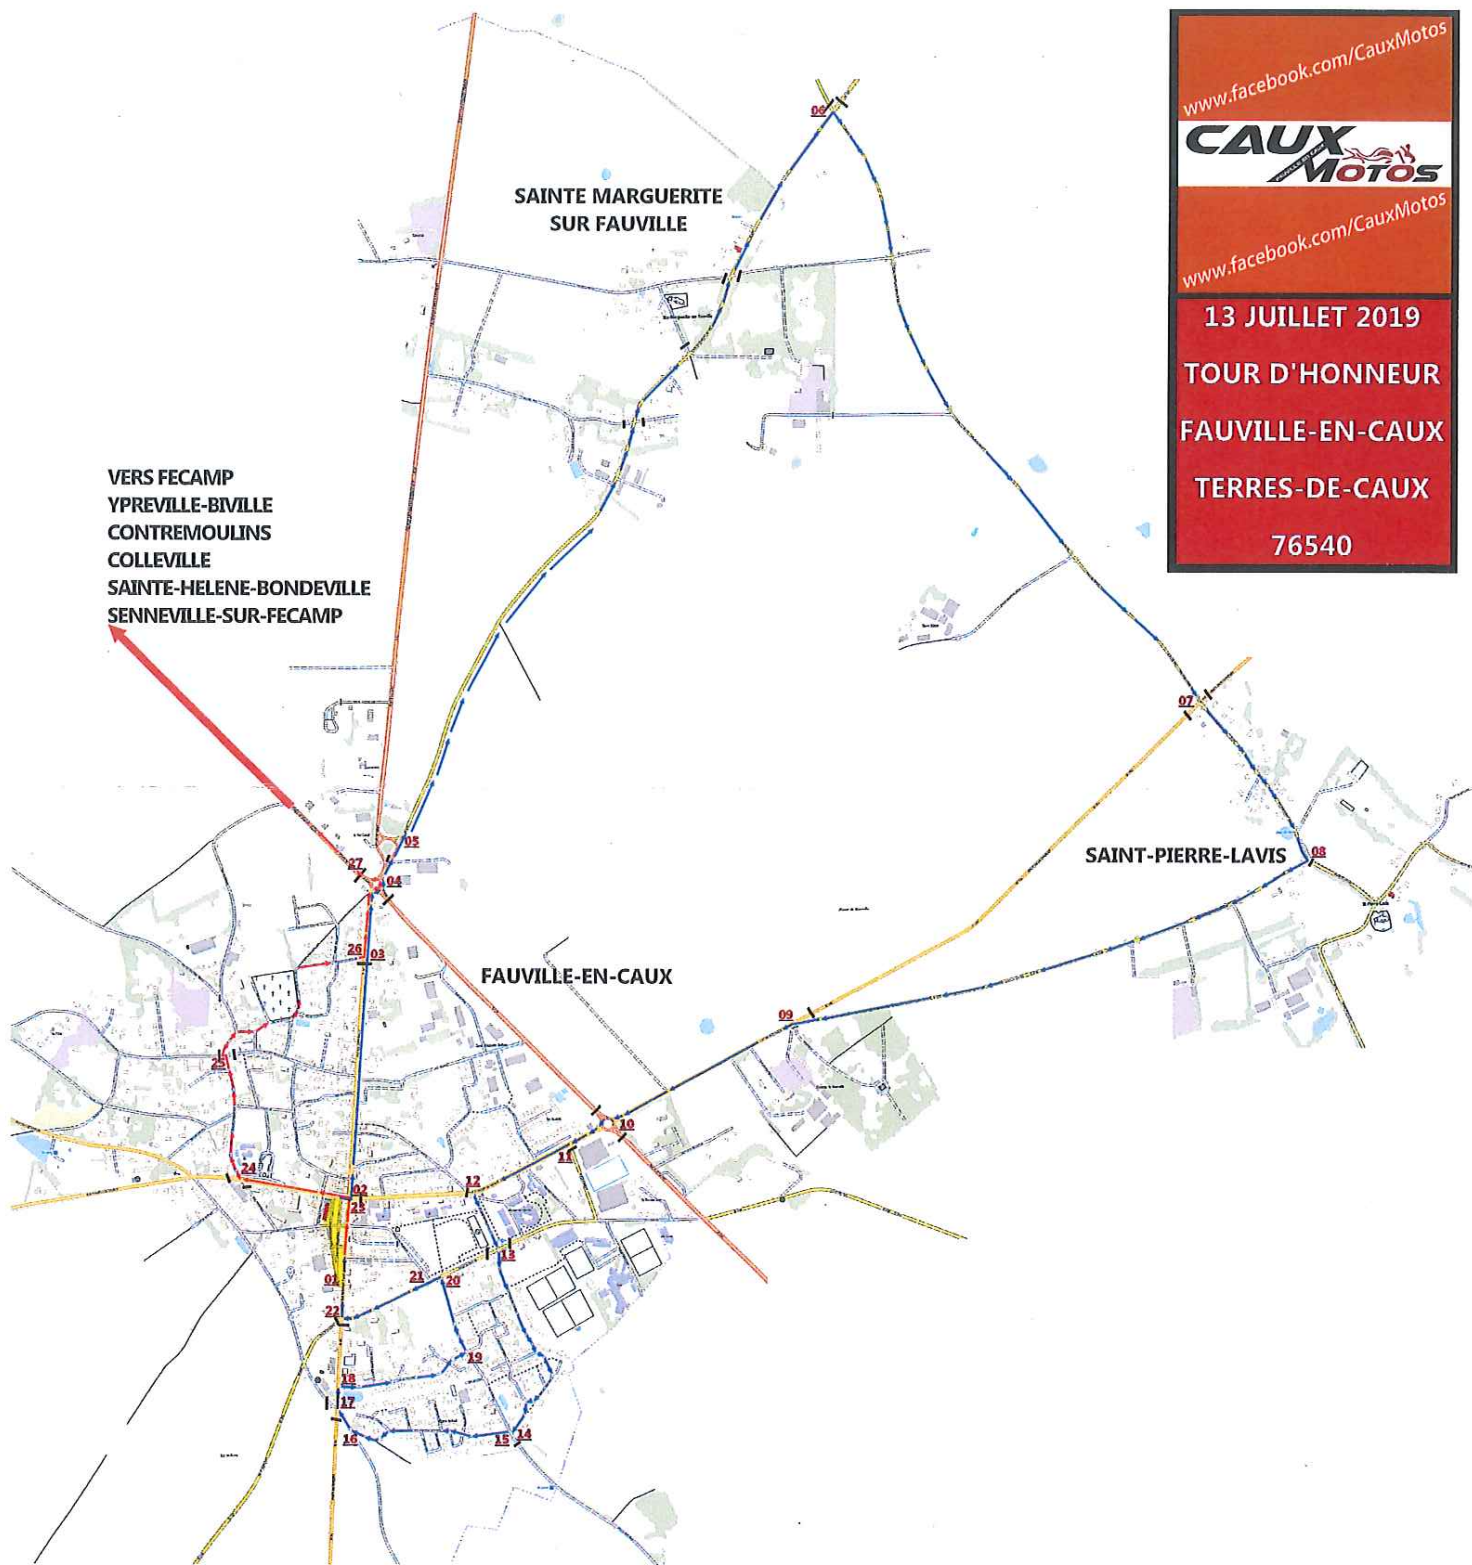 www.facebook.com/CauxMotos
CAUX
MOTOS
www.facebook.com/CauxMotos
13 JUILLET 2019
TOUR D'HONNEUR
FAUVILLE-EN-CAUX
TERRES-DE-CAUX
76540
06
SAINTE MARGUERITE
SUR FAUVILLE
VERS FECAMP
YPREVILLE-BIVILLE
CONTREMOULINS
COLLEVILLE
SAINTE-HELENE-BONDEVILLE
SENNEVILLE-SUR-FECAMP
07
05
SAINT-PIERRE-LAVIS
08
27
04
26
03
FAUVILLE-EN-CAUX
09
25
10
11
24
12
02
23
13
01
21
20
22
19
18
17
16
15
14